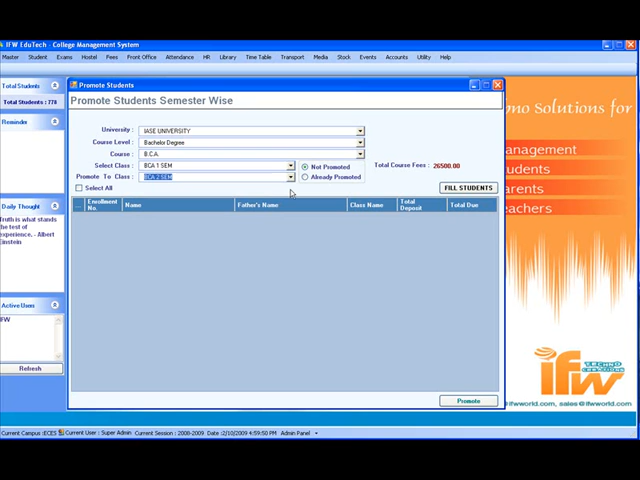 IFW EduTech - College Management System
Master Student Exams Hostel Fees Front Office Attendance HR Library Time Table Transport Media Stock Events Accounts Utility Help
Total Students
Total Students : 778
Reminder
Daily Thought
Truth is what stands
the test of
experience. - Albert
Einstein
Active Users
IFW
Refresh
Promote Students
Promote Students Semester Wise
University : IASE UNIVERSITY
Course Level : Bachelor Degree
Course : B.C.A.
Select Class : BCA 1 SEM
Not Promoted
Total Course Fees : 26500.00
Promote To Class : BCA 2 SEM
Already Promoted
Select All
FILL STUDENTS
... Enrollment No. Name Father's Name Class Name Total Deposit Total Due
Promote
no Solutions for
anagement
udents
arents
eachers
ifw
TECHNO
CREATIONS
@ifwworld.com, sales@ifwworld.com
Current Campus :ECES Current User : Super Admin Current Session : 2008-2009 Date :2/10/2009 4:59:50 PM Admin Panel